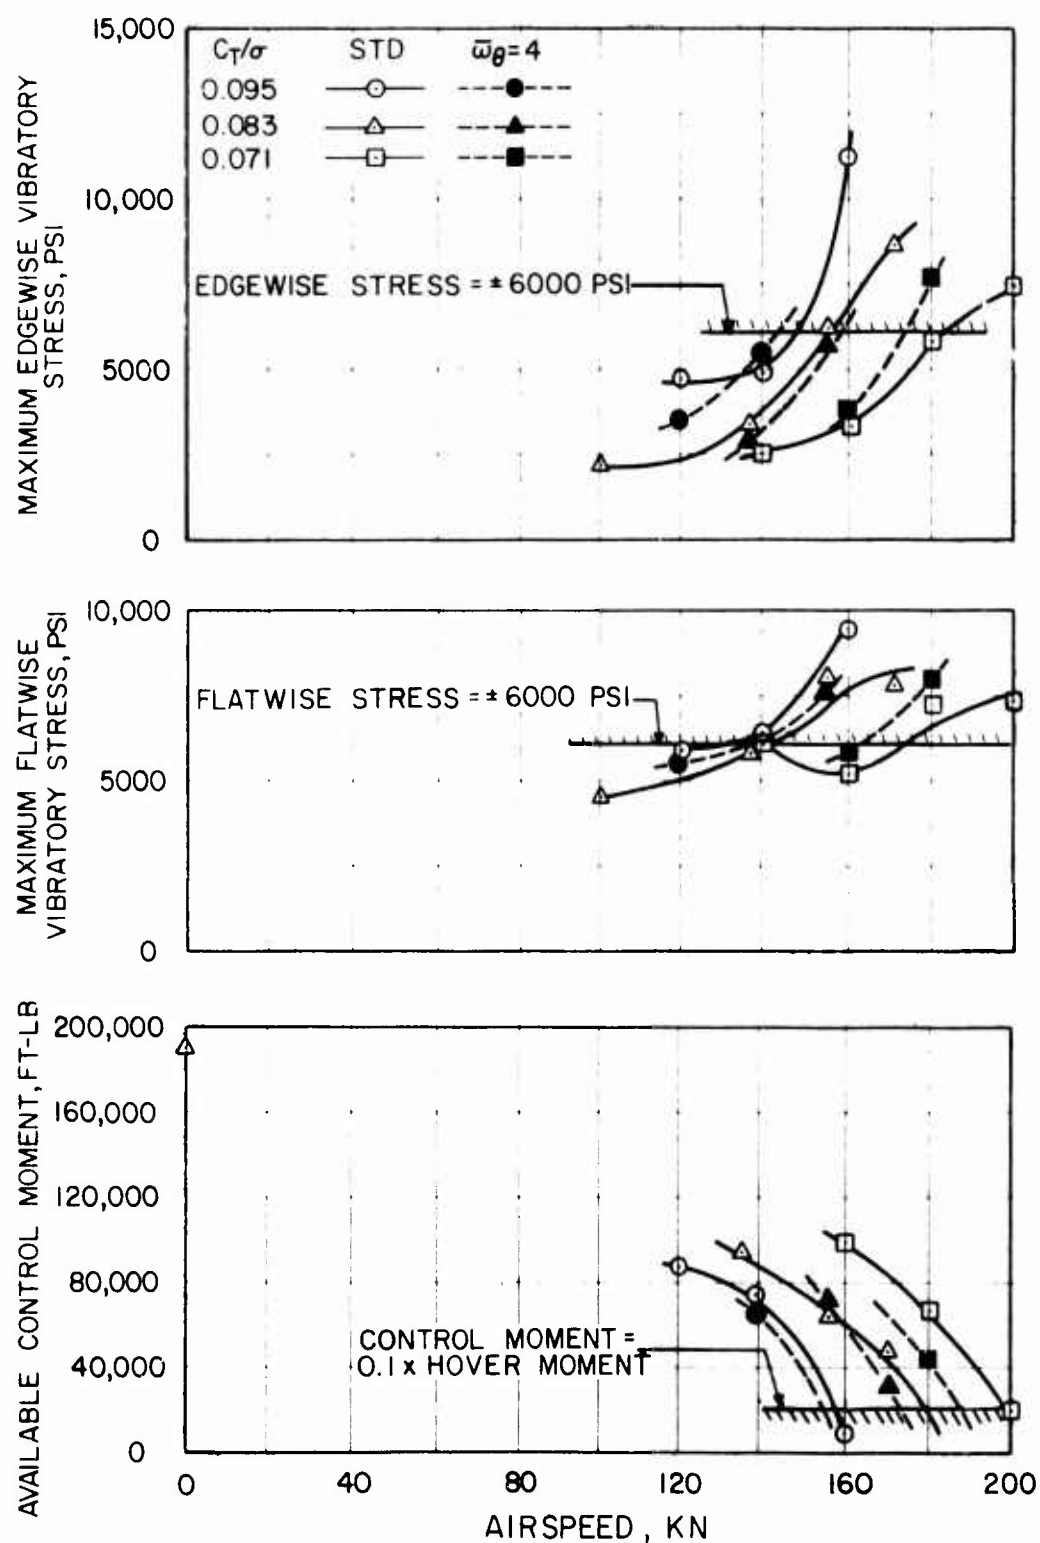 15,000
C_T/σ STD ω̅_θ=4
0.095
0.083
0.071
10,000
EDGEWISE STRESS = ± 6000 PSI
5000
0
MAXIMUM EDGEWISE VIBRATORY
STRESS, PSI
10,000
FLATWISE STRESS = ± 6000 PSI
5000
0
MAXIMUM FLATWISE
VIBRATORY STRESS, PSI
200,000
160,000
120,000
80,000
CONTROL MOMENT =
0.1 x HOVER MOMENT
40,000
0
AVAILABLE CONTROL MOMENT, FT-LB
0 40 80 120 160 200
AIRSPEED, KN